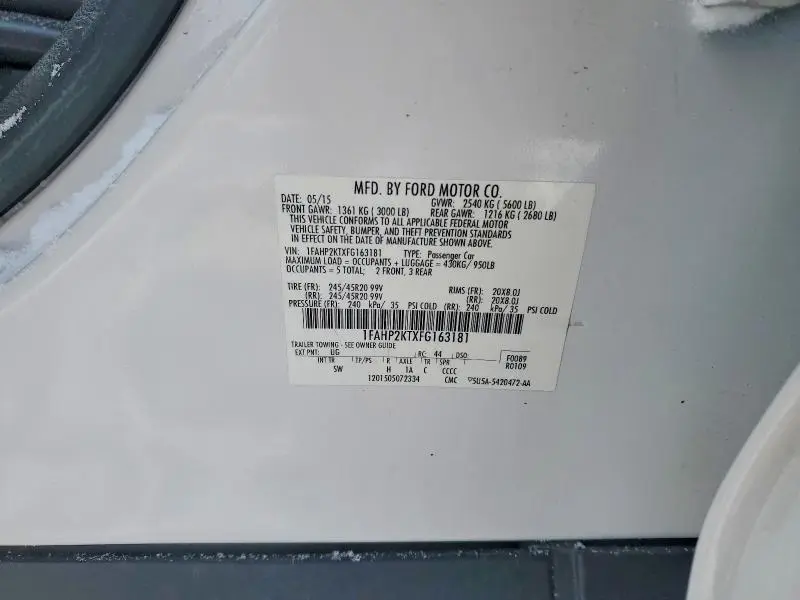 MFD. BY FORD MOTOR CO.
DATE: 05/15 GVWR: 2540 KG ( 5600 LB)
FRONT GAWR: 1361 KG ( 3000 LB) REAR GAWR: 1216 KG ( 2680 LB)
THIS VEHICLE CONFORMS TO ALL APPLICABLE FEDERAL MOTOR
VEHICLE SAFETY, BUMPER, AND THEFT PREVENTION STANDARDS
IN EFFECT ON THE DATE OF MANUFACTURE SHOWN ABOVE.
VIN: 1FAHP2KTXFG163181 TYPE: Passenger Car
MAXIMUM LOAD = OCCUPANTS + LUGGAGE = 430KG/ 950LB
OCCUPANTS = 5 TOTAL; 2 FRONT, 3 REAR
TIRE (FR): 245/45R20 99V RIMS (FR): 20X8.0J
(RR): 245/45R20 99V (RR): 20X8.0J
PRESSURE (FR): 240 kPa/ 35 PSI COLD (RR): 240 kPa/ 35 PSI COLD
1FAHP2KTXFG163181
TRAILER TOWING - SEE OWNER GUIDE
EXT PNT: UG RC: 44 DSO: F0089
INT TR TP/PS R AXLE TR SPR R0109
SW H 1A C CCCC
1201505072334 CMC 5U5A-5420472-AA